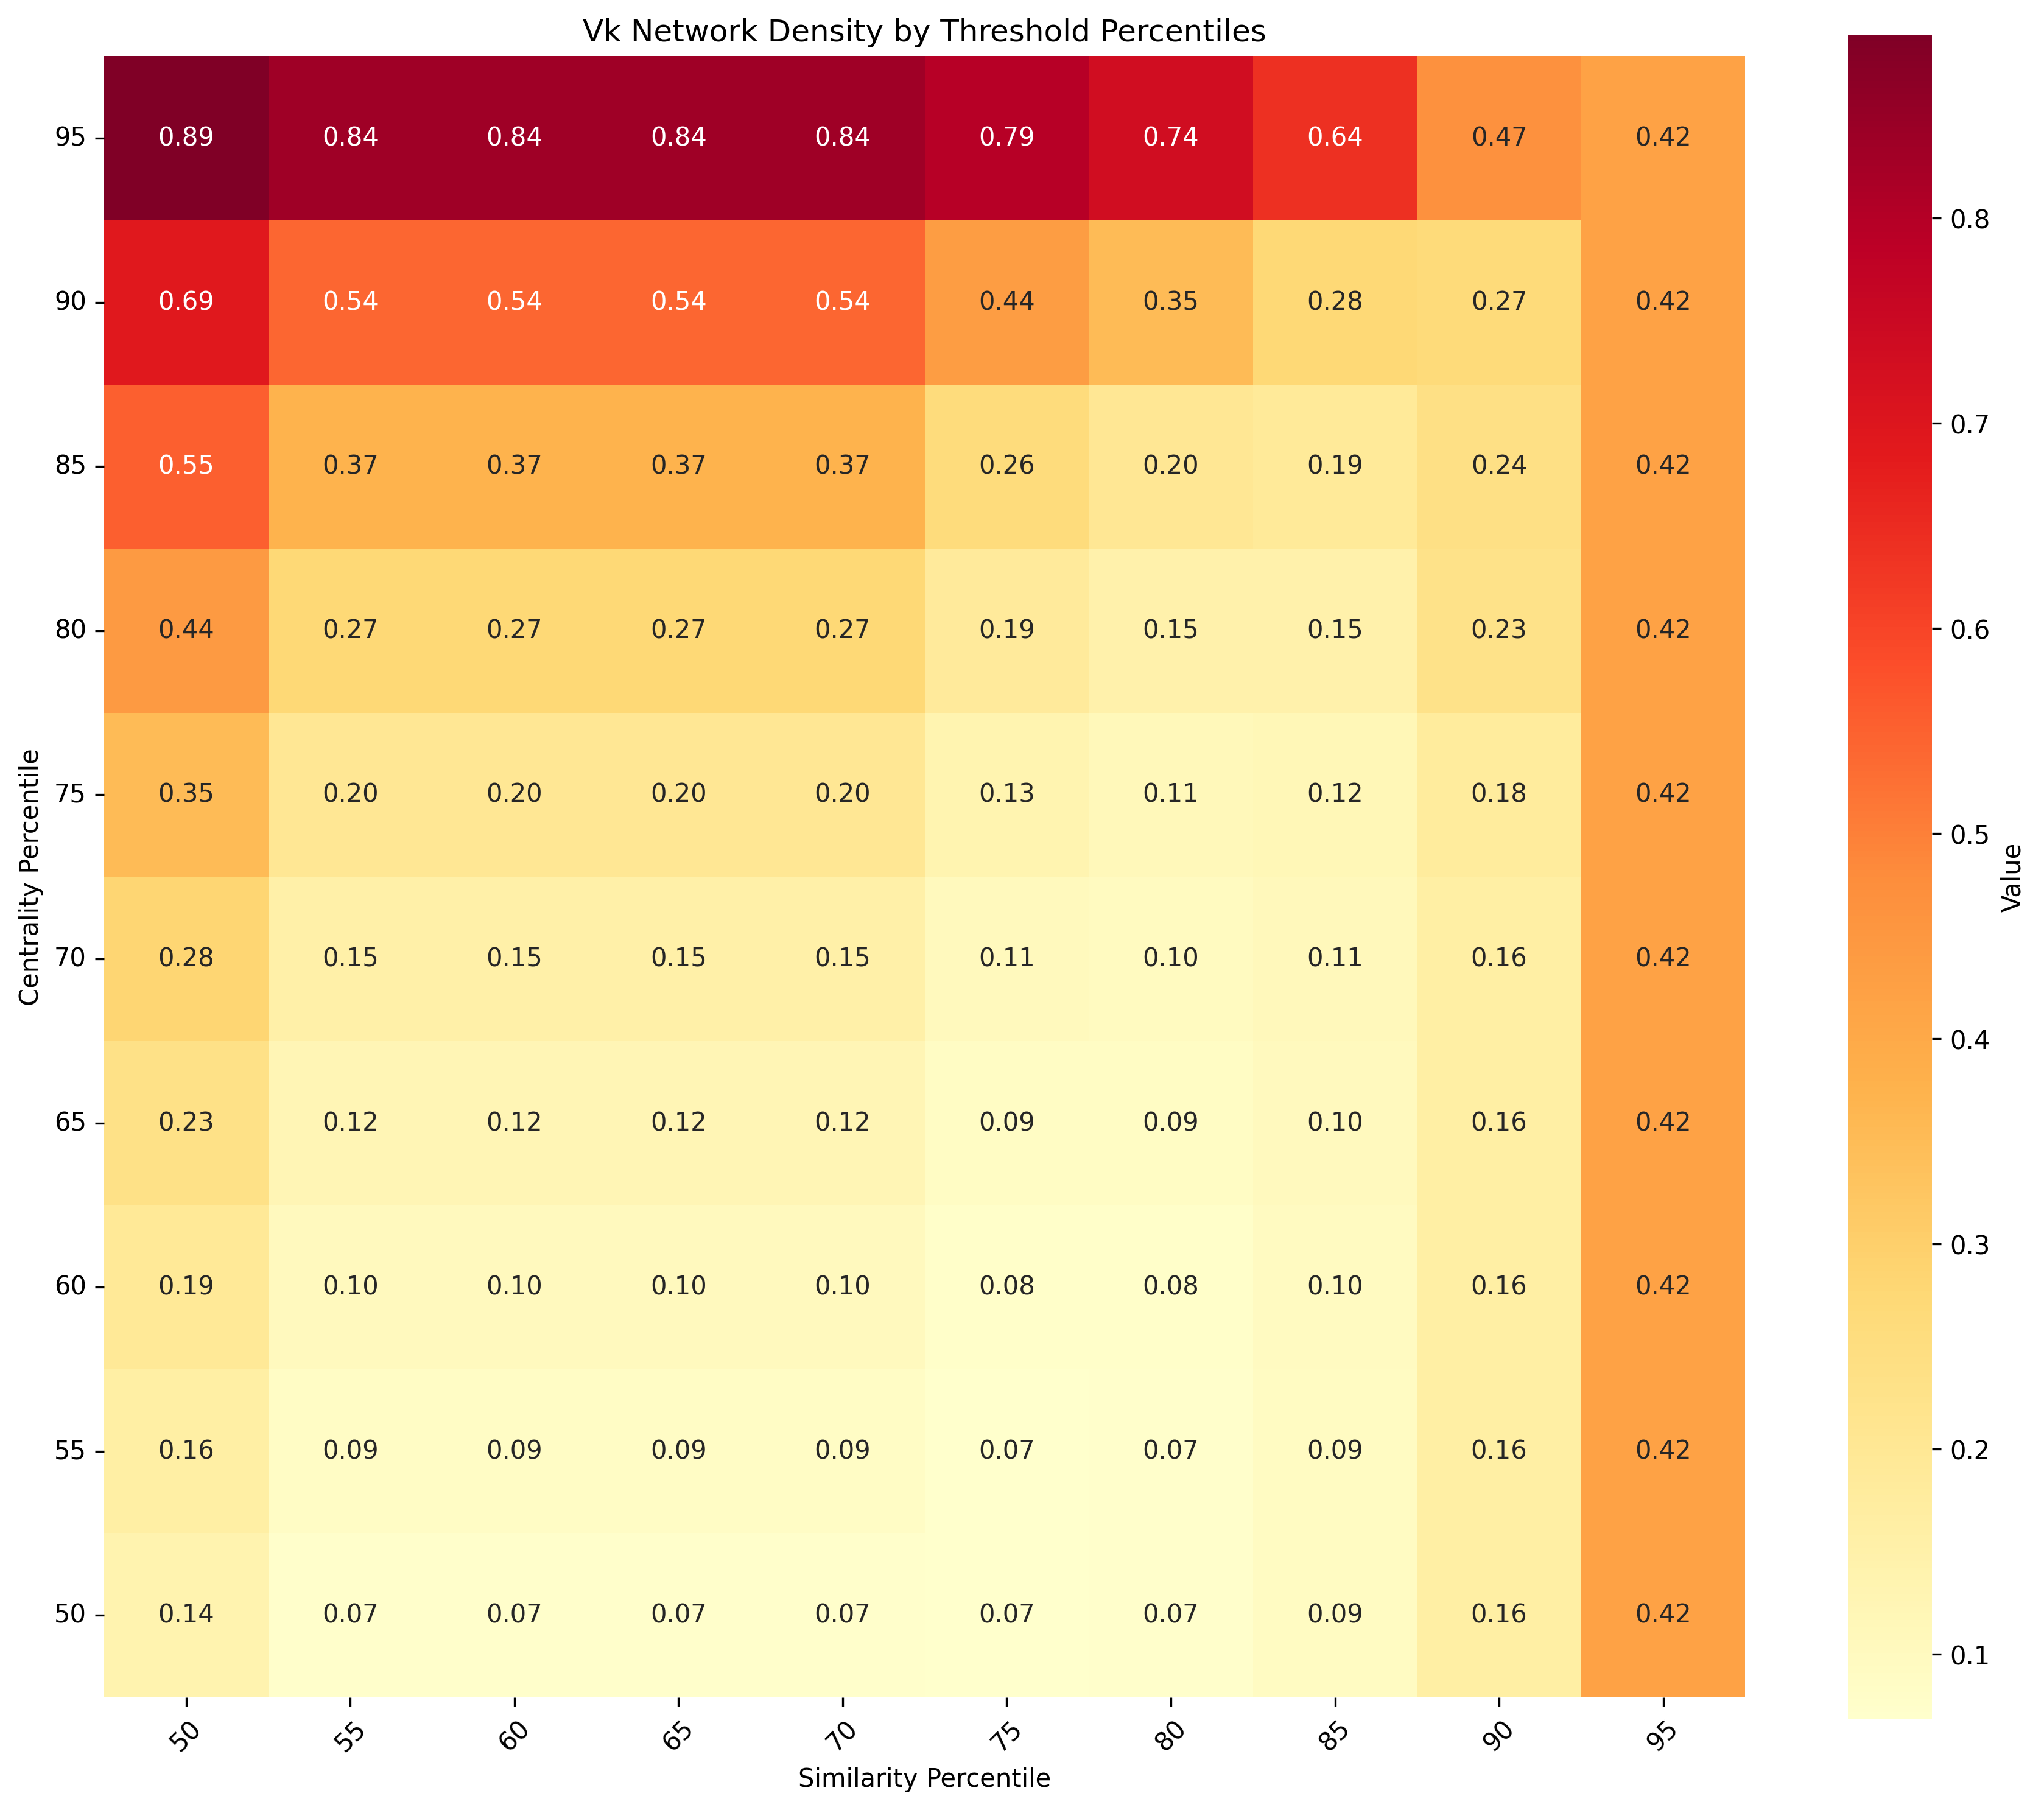 Vk Network Density by Threshold Percentiles
95 0.89 0.84 0.84 0.84 0.84 0.79 0.74 0.64 0.47 0.42
90 0.69 0.54 0.54 0.54 0.54 0.44 0.35 0.28 0.27 0.42
85 0.55 0.37 0.37 0.37 0.37 0.26 0.20 0.19 0.24 0.42
80 0.44 0.27 0.27 0.27 0.27 0.19 0.15 0.15 0.23 0.42
75 0.35 0.20 0.20 0.20 0.20 0.13 0.11 0.12 0.18 0.42
70 0.28 0.15 0.15 0.15 0.15 0.11 0.10 0.11 0.16 0.42
65 0.23 0.12 0.12 0.12 0.12 0.09 0.09 0.10 0.16 0.42
60 0.19 0.10 0.10 0.10 0.10 0.08 0.08 0.10 0.16 0.42
55 0.16 0.09 0.09 0.09 0.09 0.07 0.07 0.09 0.16 0.42
50 0.14 0.07 0.07 0.07 0.07 0.07 0.07 0.09 0.16 0.42
50 55 60 65 70 75 80 85 90 95
Similarity Percentile
Centrality Percentile
0.8
0.7
0.6
0.5
0.4
0.3
0.2
0.1
Value